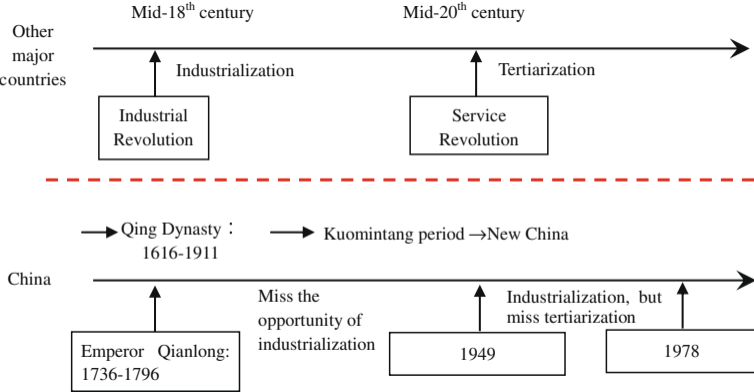 Mid-18th century
Mid-20th century
Other
major
countries
Industrialization
Tertiarization
Industrial
Revolution
Service
Revolution
Qing Dynasty：
1616-1911
Kuomintang period →New China
China
Miss the
opportunity of
industrialization
Industrialization, but
miss tertiarization
Emperor Qianlong:
1736-1796
1949
1978